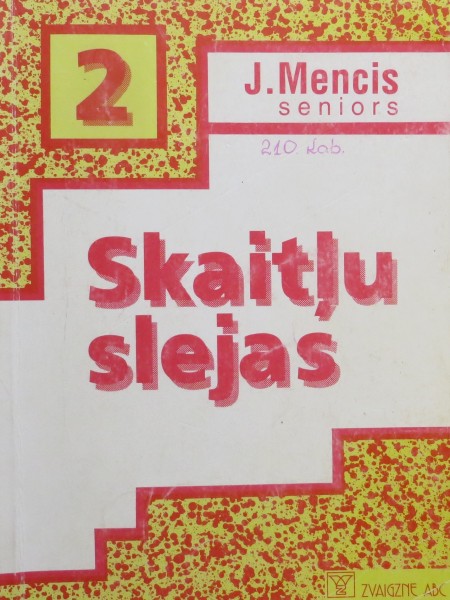 2
J. Mencis
seniors
210. kab.
Skaitļu
slejas
ZVAIGZNE ABC